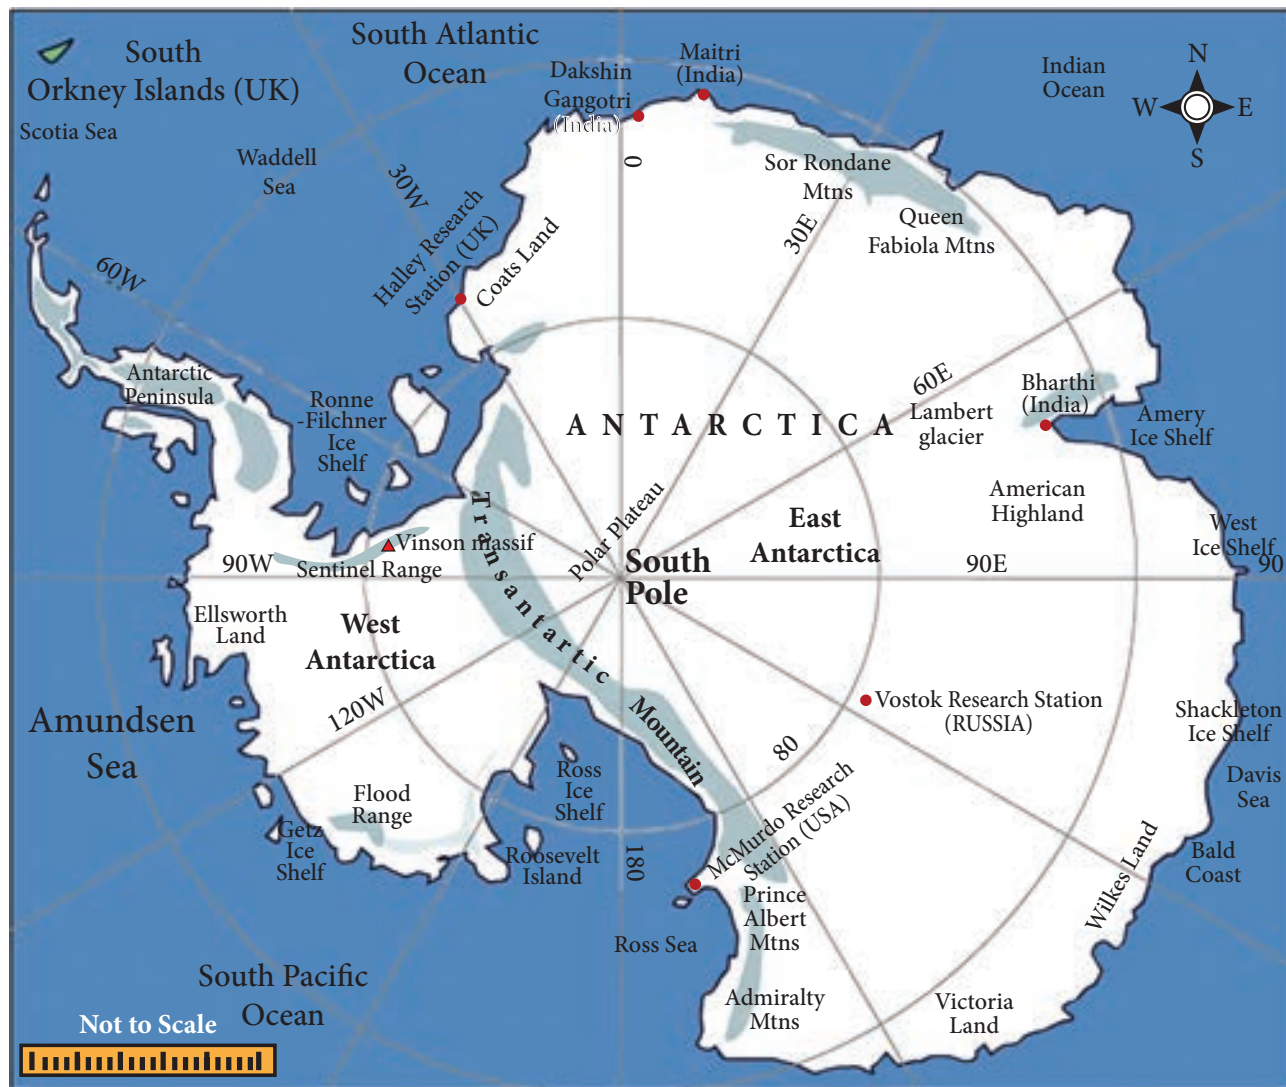 South
Orkney Islands (UK)
Scotia Sea
South Atlantic
Ocean
Waddell
Sea
Dakshin
Gangotri
(India)
Maitri
(India)
Indian
Ocean
N
W
E
S
0
30W
60W
30E
60E
Halley Research
Station (UK)
Coats Land
Sor Rondane
Mtns
Queen
Fabiola Mtns
Antarctic
Peninsula
Ronne
-Filchner
Ice
Shelf
ANTARCTICA
Lambert
glacier
Bharthi
(India)
Amery
Ice Shelf
American
Highland
West
Ice Shelf
90
90E
East
Antarctica
Polar Plateau
South
Pole
Transantartic
Mountain
Vinson massif
Sentinel Range
90W
Ellsworth
Land
West
Antarctica
120W
Amundsen
Sea
Flood
Range
Getz
Ice
Shelf
Ross
Ice
Shelf
Roosevelt
Island
180
80
McMurdo Research
Station (USA)
Vostok Research Station
(RUSSIA)
Shackleton
Ice Shelf
Davis
Sea
Bald
Coast
Wilkes Land
Prince
Albert
Mtns
Ross Sea
Admiralty
Mtns
Victoria
Land
South Pacific
Ocean
Not to Scale